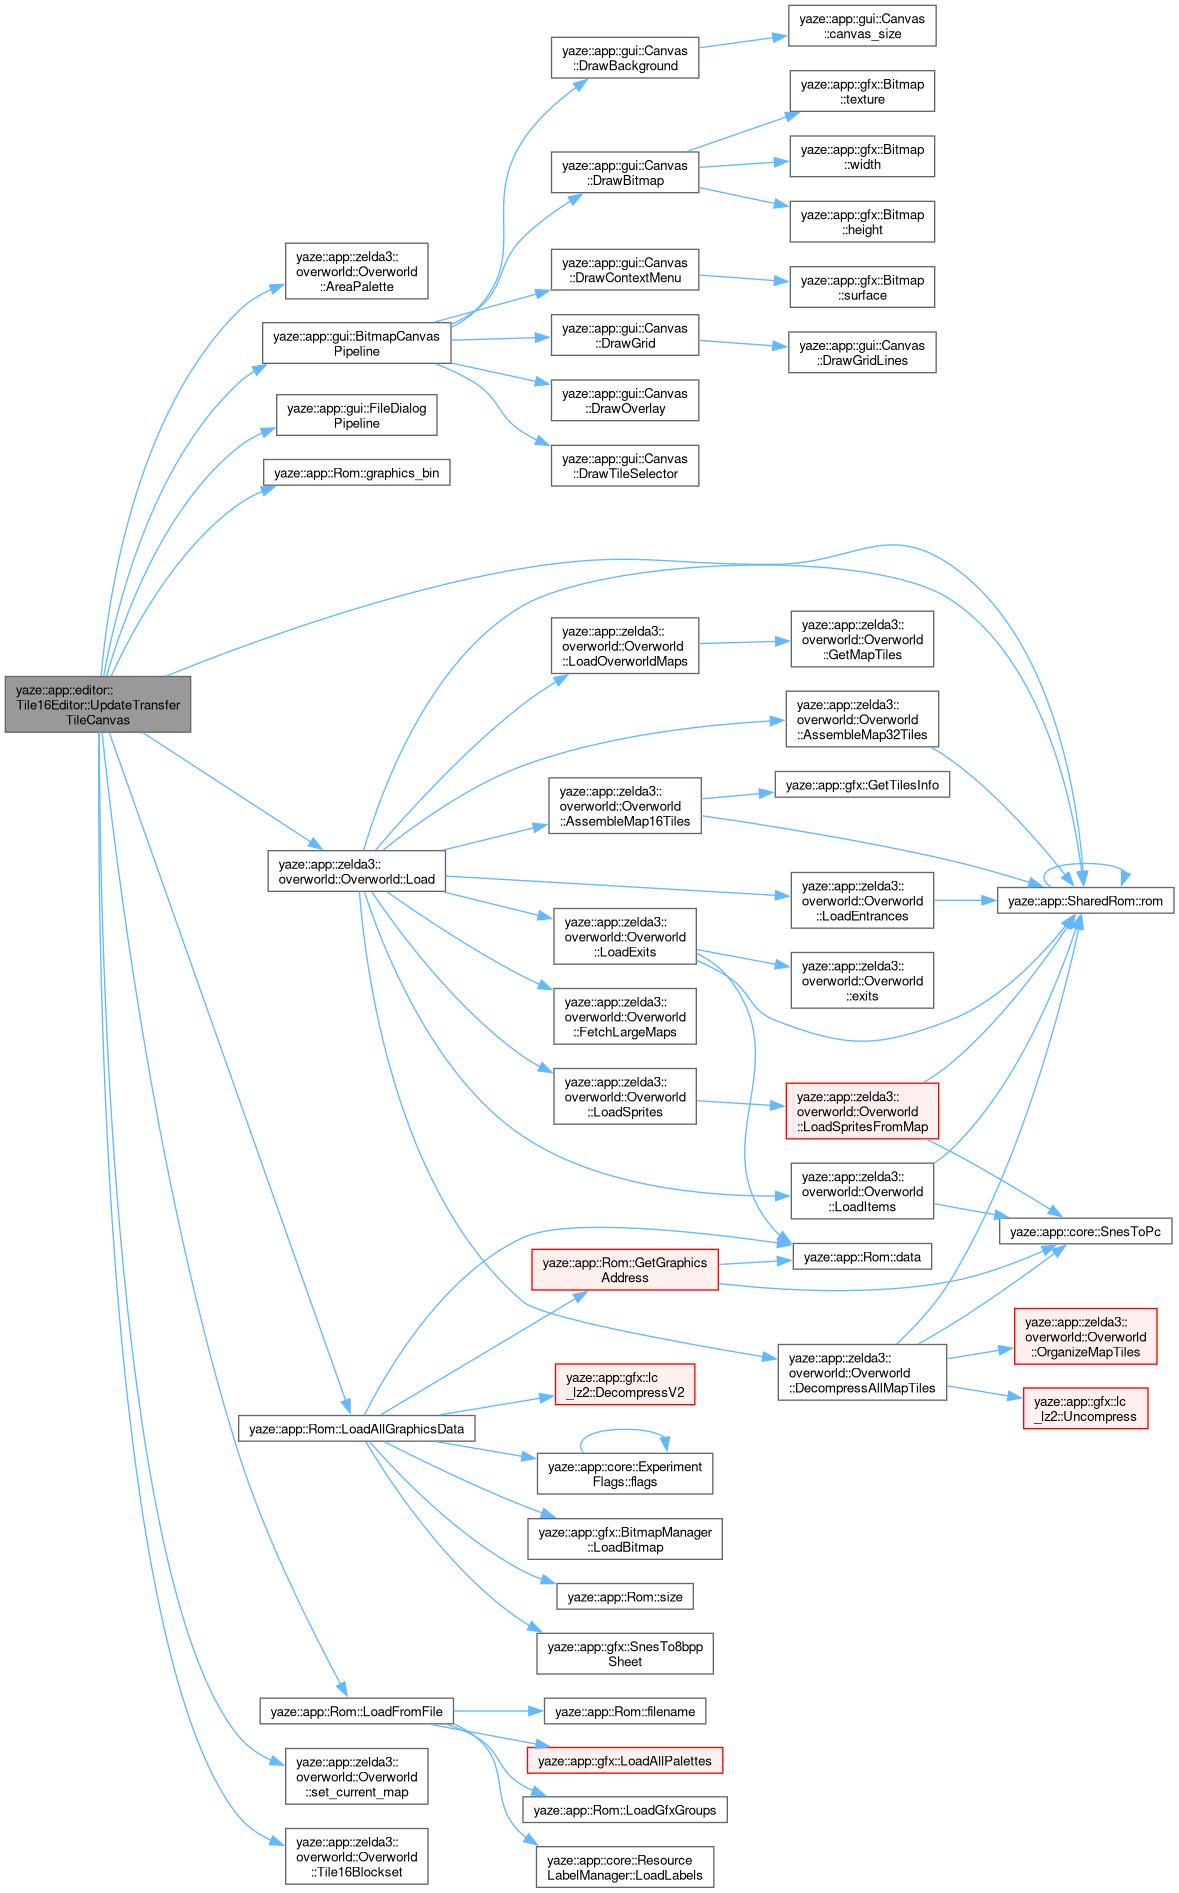 yaze::app::editor::
Tile16Editor::UpdateTransfer
TileCanvas
yaze::app::zelda3::
overworld::Overworld
::AreaPalette
yaze::app::gui::BitmapCanvas
Pipeline
yaze::app::gui::FileDialog
Pipeline
yaze::app::Rom::graphics_bin
yaze::app::zelda3::
overworld::Overworld::Load
yaze::app::Rom::LoadAllGraphicsData
yaze::app::Rom::LoadFromFile
yaze::app::zelda3::
overworld::Overworld
::set_current_map
yaze::app::zelda3::
overworld::Overworld
::Tile16Blockset
yaze::app::gui::Canvas
::DrawBackground
yaze::app::gui::Canvas
::DrawBitmap
yaze::app::gui::Canvas
::DrawContextMenu
yaze::app::gui::Canvas
::DrawGrid
yaze::app::gui::Canvas
::DrawOverlay
yaze::app::gui::Canvas
::DrawTileSelector
yaze::app::zelda3::
overworld::Overworld
::LoadOverworldMaps
yaze::app::zelda3::
overworld::Overworld
::AssembleMap16Tiles
yaze::app::zelda3::
overworld::Overworld
::LoadExits
yaze::app::zelda3::
overworld::Overworld
::FetchLargeMaps
yaze::app::zelda3::
overworld::Overworld
::LoadSprites
yaze::app::Rom::GetGraphics
Address
yaze::app::gfx::lc
_lz2::DecompressV2
yaze::app::core::Experiment
Flags::flags
yaze::app::gfx::BitmapManager
::LoadBitmap
yaze::app::Rom::size
yaze::app::gfx::SnesTo8bpp
Sheet
yaze::app::Rom::filename
yaze::app::gfx::LoadAllPalettes
yaze::app::Rom::LoadGfxGroups
yaze::app::core::Resource
LabelManager::LoadLabels
yaze::app::gui::Canvas
::canvas_size
yaze::app::gfx::Bitmap
::texture
yaze::app::gfx::Bitmap
::width
yaze::app::gfx::Bitmap
::height
yaze::app::gfx::Bitmap
::surface
yaze::app::gui::Canvas
::DrawGridLines
yaze::app::zelda3::
overworld::Overworld
::GetMapTiles
yaze::app::zelda3::
overworld::Overworld
::AssembleMap32Tiles
yaze::app::gfx::GetTilesInfo
yaze::app::zelda3::
overworld::Overworld
::LoadEntrances
yaze::app::zelda3::
overworld::Overworld
::exits
yaze::app::zelda3::
overworld::Overworld
::LoadSpritesFromMap
yaze::app::zelda3::
overworld::Overworld
::LoadItems
yaze::app::Rom::data
yaze::app::zelda3::
overworld::Overworld
::DecompressAllMapTiles
yaze::app::SharedRom::rom
yaze::app::core::SnesToPc
yaze::app::zelda3::
overworld::Overworld
::OrganizeMapTiles
yaze::app::gfx::lc
_lz2::Uncompress